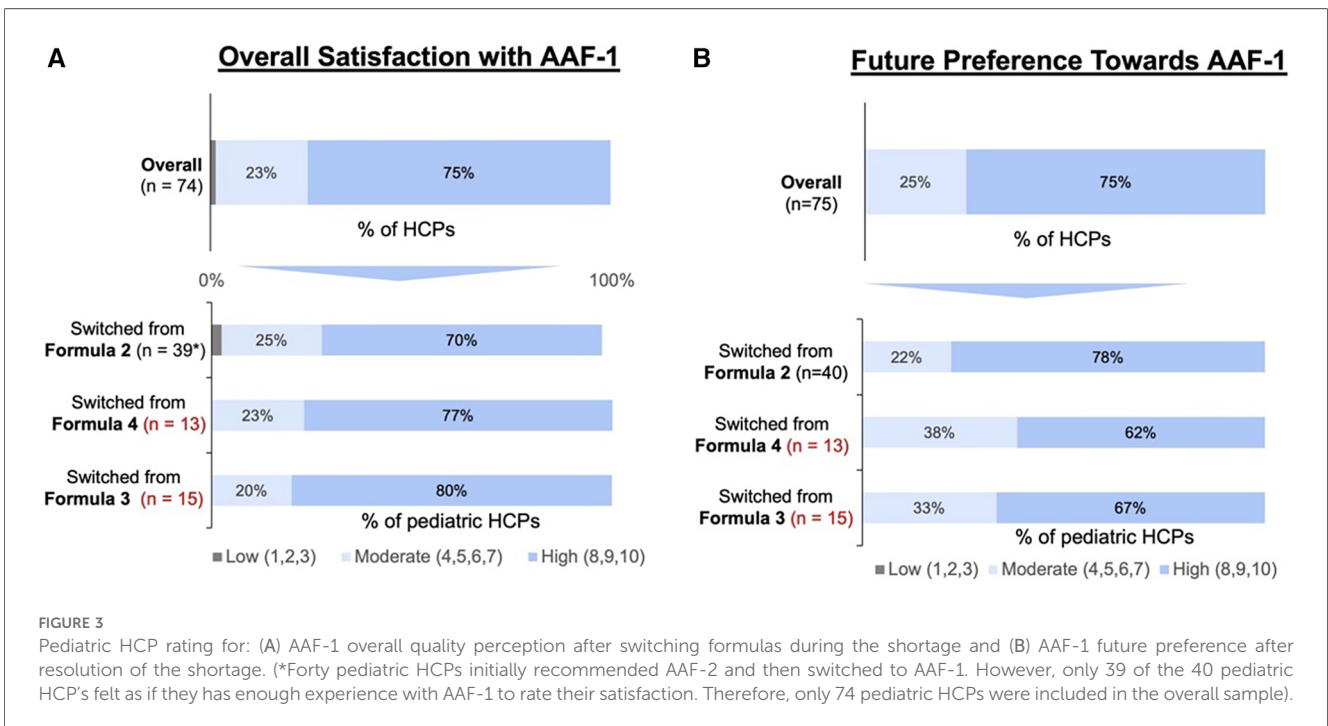 A
Overall Satisfaction with AAF-1
Overall
(n = 74)
23%
75%
% of HCPs
0%
100%
Switched from
Formula 2 (n = 39*)
25%
70%
Switched from
Formula 4 (n = 13)
23%
77%
Switched from
Formula 3 (n = 15)
20%
80%
% of pediatric HCPs
Low (1,2,3) Moderate (4,5,6,7) High (8,9,10)
B
Future Preference Towards AAF-1
Overall
(n=75)
25%
75%
% of HCPs
Switched from
Formula 2 (n=40)
22%
78%
Switched from
Formula 4 (n = 13)
38%
62%
Switched from
Formula 3 (n = 15)
33%
67%
% of pediatric HCPs
Low (1,2,3) Moderate (4,5,6,7) High (8,9,10)
FIGURE 3
Pediatric HCP rating for: (A) AAF-1 overall quality perception after switching formulas during the shortage and (B) AAF-1 future preference after
resolution of the shortage. (*Forty pediatric HCPs initially recommended AAF-2 and then switched to AAF-1. However, only 39 of the 40 pediatric
HCP's felt as if they has enough experience with AAF-1 to rate their satisfaction. Therefore, only 74 pediatric HCPs were included in the overall sample).